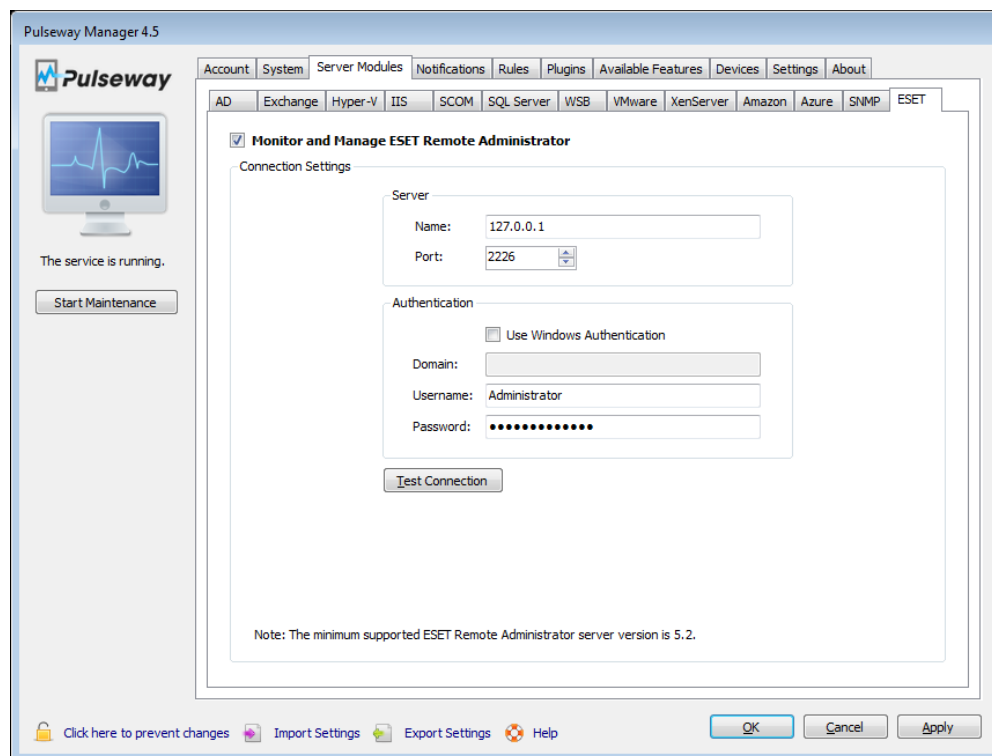 Pulseway Manager 4.5
Pulseway
Account System Server Modules Notifications Rules Plugins Available Features Devices Settings About
AD Exchange Hyper-V IIS SCOM SQL Server WSB VMware XenServer Amazon Azure SNMP ESET
Monitor and Manage ESET Remote Administrator
Connection Settings
Server
Name: 127.0.0.1
Port: 2226
The service is running.
Start Maintenance
Authentication
Use Windows Authentication
Domain:
Username: Administrator
Password: •••••••••••••
Test Connection
Note: The minimum supported ESET Remote Administrator server version is 5.2.
Click here to prevent changes Import Settings Export Settings Help OK Cancel Apply